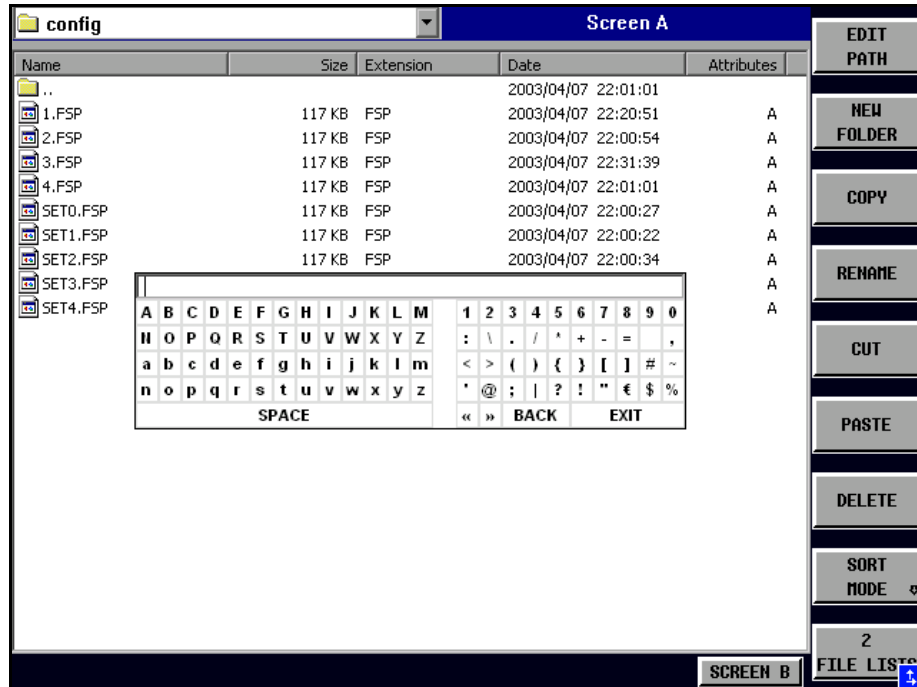 config
Screen A
Name Size Extension Date Attributes
.. 2003/04/07 22:01:01
1.FSP 117 KB FSP 2003/04/07 22:20:51 A
2.FSP 117 KB FSP 2003/04/07 22:00:54 A
3.FSP 117 KB FSP 2003/04/07 22:31:39 A
4.FSP 117 KB FSP 2003/04/07 22:01:01 A
SET0.FSP 117 KB FSP 2003/04/07 22:00:27 A
SET1.FSP 117 KB FSP 2003/04/07 22:00:22 A
SET2.FSP 117 KB FSP 2003/04/07 22:00:34 A
SET3.FSP A
SET4.FSP A
A B C D E F G H I J K L M 1 2 3 4 5 6 7 8 9 0
N O P Q R S T U V W X Y Z : \ . / * + - = ,
a b c d e f g h i j k l m < > ( ) { } [ ] # ~
n o p q r s t u v w x y z ' @ ; | ? ! " € $ %
SPACE « » BACK EXIT
EDIT
PATH
NEW
FOLDER
COPY
RENAME
CUT
PASTE
DELETE
SORT
MODE
2
FILE LISTS
SCREEN B